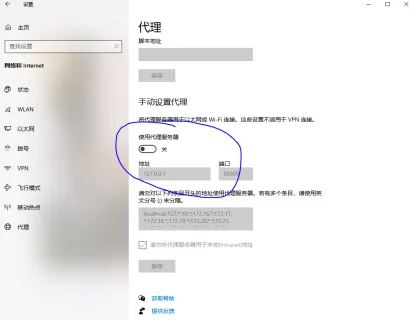 设置
主页
查找设置
网络和 Internet
状态
WLAN
以太网
拨号
VPN
飞行模式
移动热点
代理
代理
脚本地址
保存
手动设置代理
将代理服务器用于以太网或 Wi-Fi 连接。这些设置不适用于 VPN 连接。
使用代理服务器
关
地址
端口
127.0.0.1
56305
请勿对以下列条目开头的地址使用代理服务器。若有多个条目，请使用英
文分号 (;) 来分隔。
localhost;127.*;10.*;172.16.*;172.17.
*;172.18.*;172.19.*;172.20.*;172.21.
请勿将代理服务器用于本地(Intranet)地址
保存
获取帮助
提供反馈